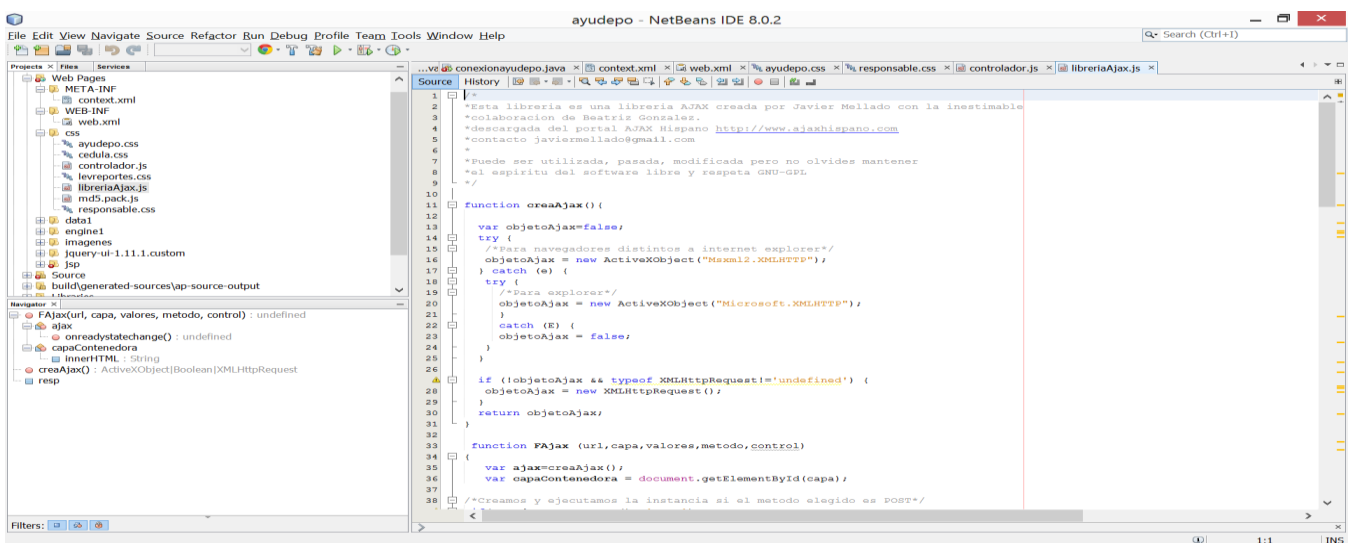 ayudepo - NetBeans IDE 8.0.2
File Edit View Navigate Source Refactor Run Debug Profile Team Tools Window Help
Search (Ctrl+I)
Projects Files Services
Web Pages
META-INF
context.xml
WEB-INF
web.xml
css
ayudepo.css
cedula.css
controlador.js
levreportes.css
libreriaAjax.js
md5.pack.js
responsable.css
data1
engine1
imagenes
jquery-ui-1.11.1.custom
jsp
Source
build\generated-sources\ap-source-output
Libraries
Navigator
FAjax(url, capa, valores, metodo, control) : undefined
ajax
onreadystatechange() : undefined
capaContenedora
innerHTML : String
creaAjax() : ActiveXObject|Boolean|XMLHttpRequest
resp
Filters:
...va conexionayudepo.java context.xml web.xml ayudepo.css responsable.css controlador.js libreriaAjax.js
Source History
1 /*
2 *Esta libreria es una libreria AJAX creada por Javier Mellado con la inestimable
3 *colaboracion de Beatriz Gonzalez.
4 *descargada del portal AJAX Hispano http://www.ajaxhispano.com
5 *contacto javiermellado@gmail.com
6 *
7 *Puede ser utilizada, pasada, modificada pero no olvides mantener
8 *el espiritu del software libre y respeta GNU-GPL
9 */
10
11 function creaAjax(){
12
13 var objetoAjax=false;
14 try {
15 /*Para navegadores distintos a internet explorer*/
16 objetoAjax = new ActiveXObject("Msxml2.XMLHTTP");
17 } catch (e) {
18 try {
19 /*Para explorer*/
20 objetoAjax = new ActiveXObject("Microsoft.XMLHTTP");
21 }
22 catch (E) {
23 objetoAjax = false;
24 }
25 }
26
if (!objetoAjax && typeof XMLHttpRequest!='undefined') {
28 objetoAjax = new XMLHttpRequest();
29 }
30 return objetoAjax;
31 }
32
33 function FAjax (url,capa,valores,metodo,control)
34 {
35 var ajax=creaAjax();
36 var capaContenedora = document.getElementById(capa);
37
38 /*Creamos y ejecutamos la instancia si el metodo elegido es POST*/
1:1 INS